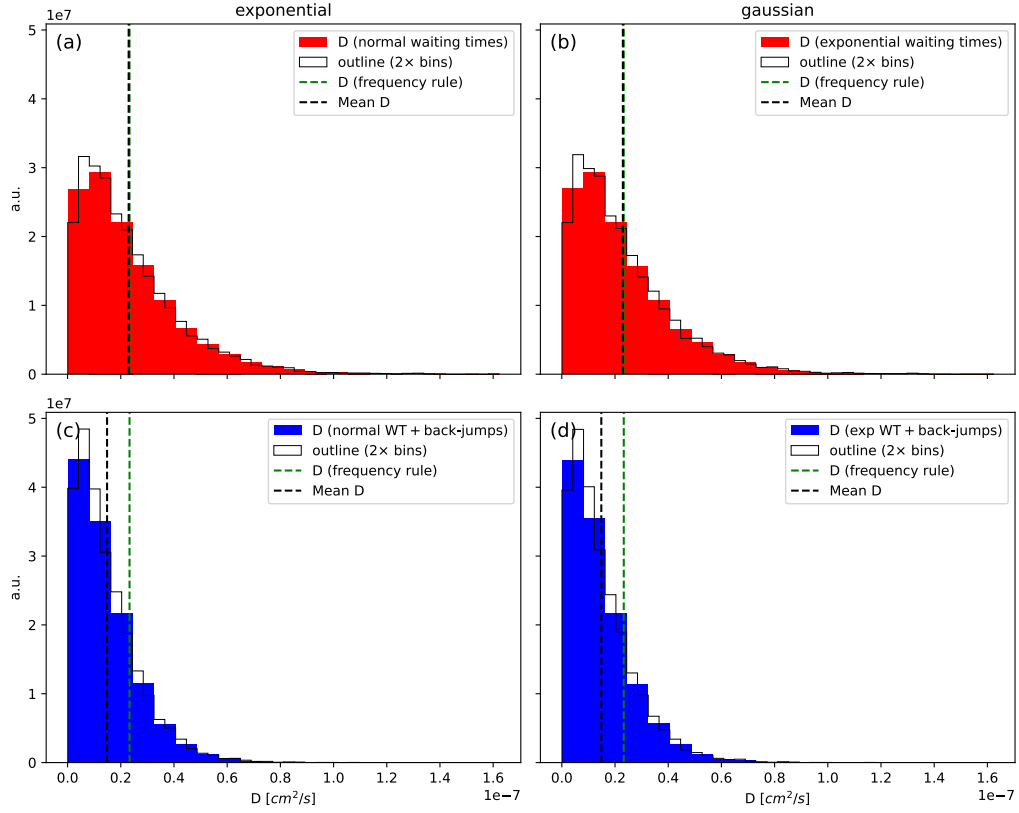 exponential
gaussian
1e7
(a)
D (normal waiting times)
outline (2× bins)
D (frequency rule)
Mean D
(b)
D (exponential waiting times)
outline (2× bins)
D (frequency rule)
Mean D
5
4
3
2
1
0
a.u.
1e7
(c)
D (normal WT + back-jumps)
outline (2× bins)
D (frequency rule)
Mean D
(d)
D (exp WT + back-jumps)
outline (2× bins)
D (frequency rule)
Mean D
5
4
3
2
1
0
a.u.
0.0 0.2 0.4 0.6 0.8 1.0 1.2 1.4 1.6
1e−7
D [cm²/s]
0.0 0.2 0.4 0.6 0.8 1.0 1.2 1.4 1.6
1e−7
D [cm²/s]